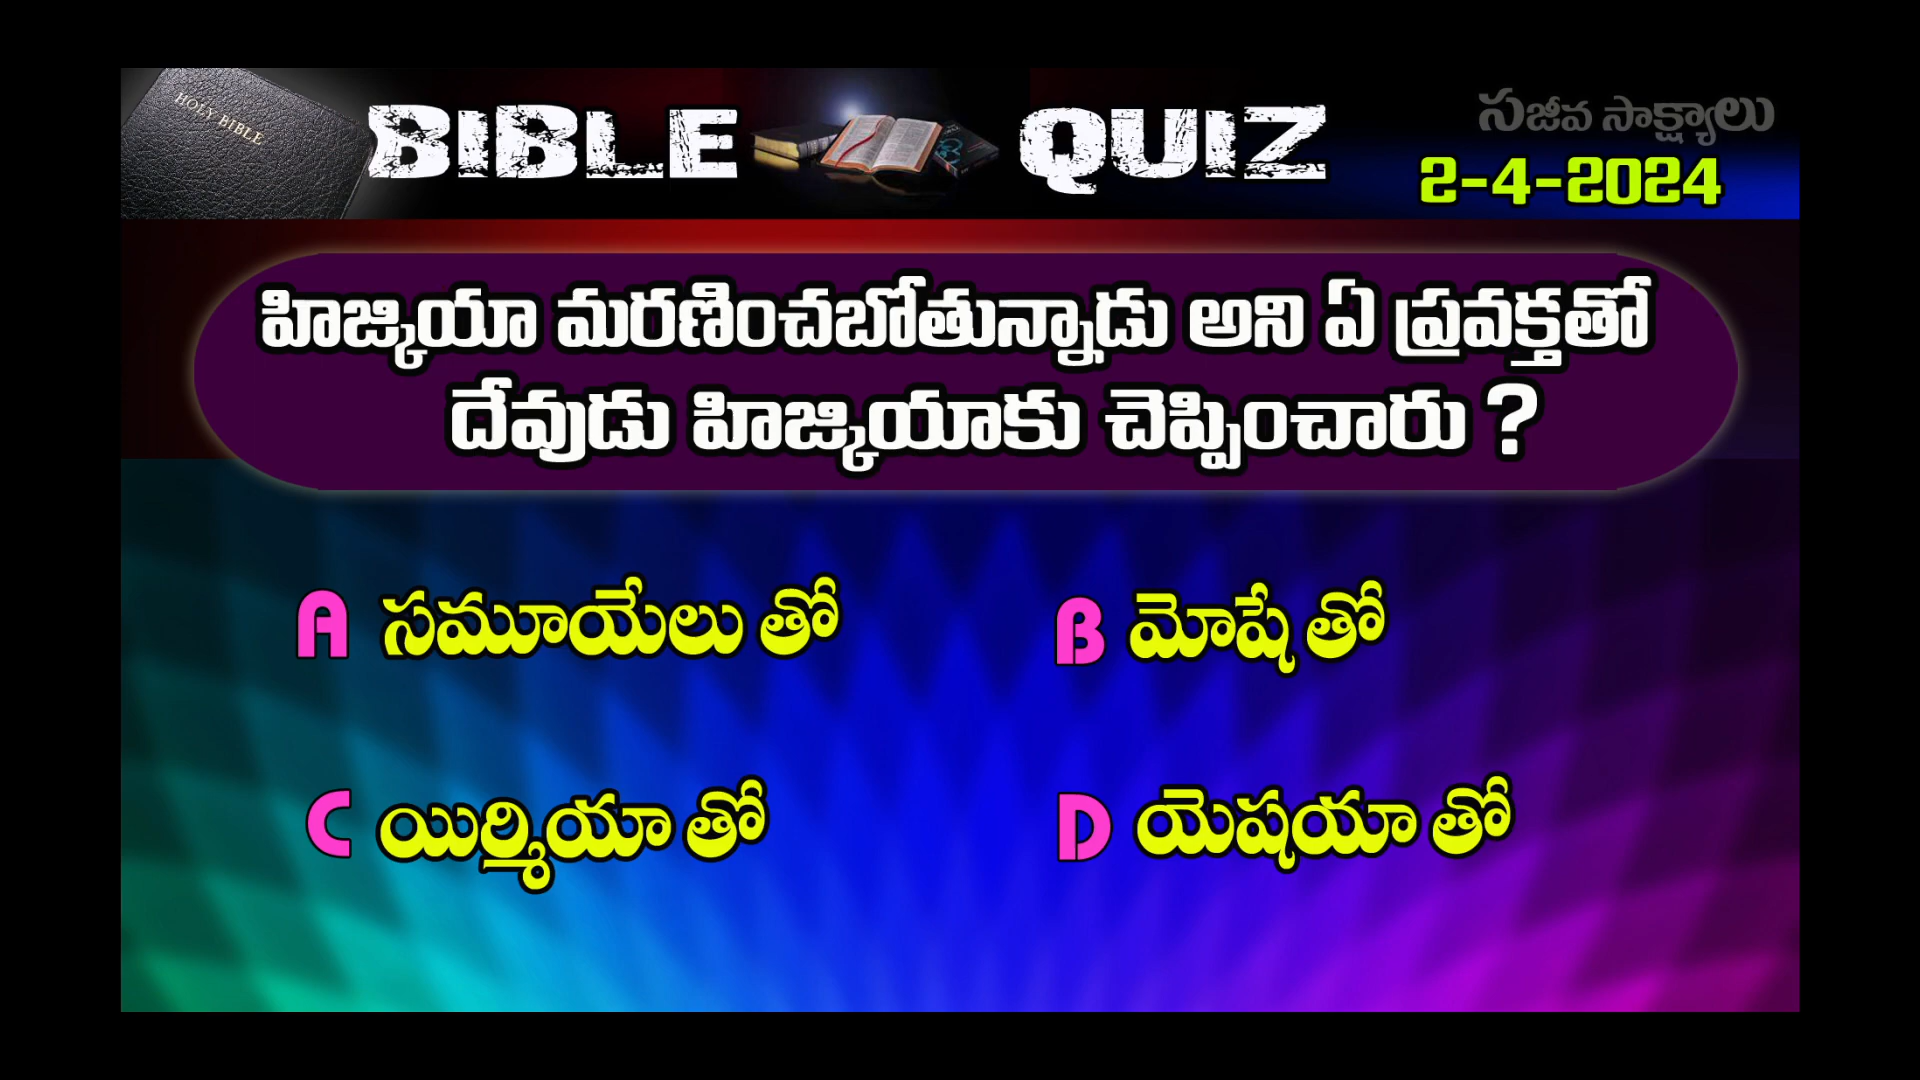 HOLY BIBLE
BIBLE QUIZ
సజీవ సాక్ష్యాలు
2-4-2024
హిజ్కియా మరణించబోతున్నాడు అని ఏ ప్రవక్తతో
దేవుడు హిజ్కియాకు చెప్పించారు ?
A సమూయేలు తో
B మోషే తో
C యిర్మియా తో
D యెషయా తో